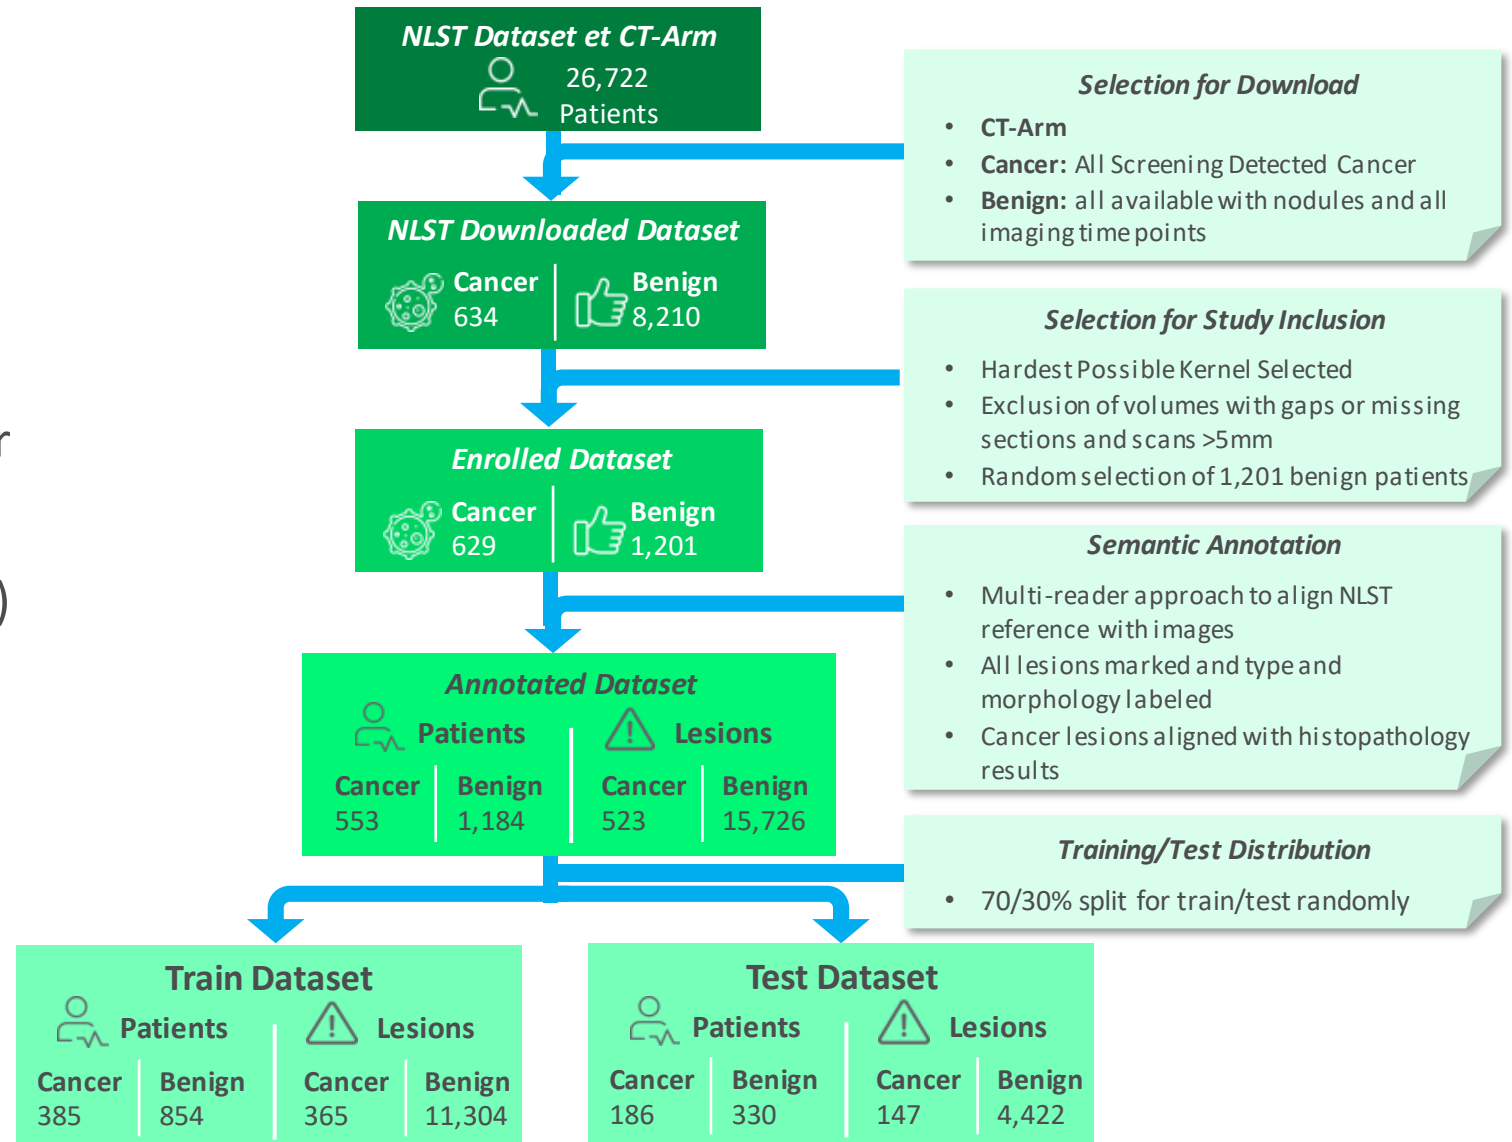 NLST Dataset et CT-Arm
26,722
Patients
Selection for Download
• CT-Arm
• Cancer: All Screening Detected Cancer
• Benign: all available with nodules and all
imaging time points
NLST Downloaded Dataset
Cancer Benign
634 8,210
Selection for Study Inclusion
• Hardest Possible Kernel Selected
• Exclusion of volumes with gaps or missing
sections and scans >5mm
• Random selection of 1,201 benign patients
r
Enrolled Dataset
Cancer Benign
629 1,201
)
Semantic Annotation
• Multi-reader approach to align NLST
reference with images
• All lesions marked and type and
morphology labeled
• Cancer lesions aligned with histopathology
results
Annotated Dataset
Patients Lesions
Cancer Benign Cancer Benign
553 1,184 523 15,726
Training/Test Distribution
• 70/30% split for train/test randomly
Train Dataset
Patients Lesions
Cancer Benign Cancer Benign
385 854 365 11,304
Test Dataset
Patients Lesions
Cancer Benign Cancer Benign
186 330 147 4,422